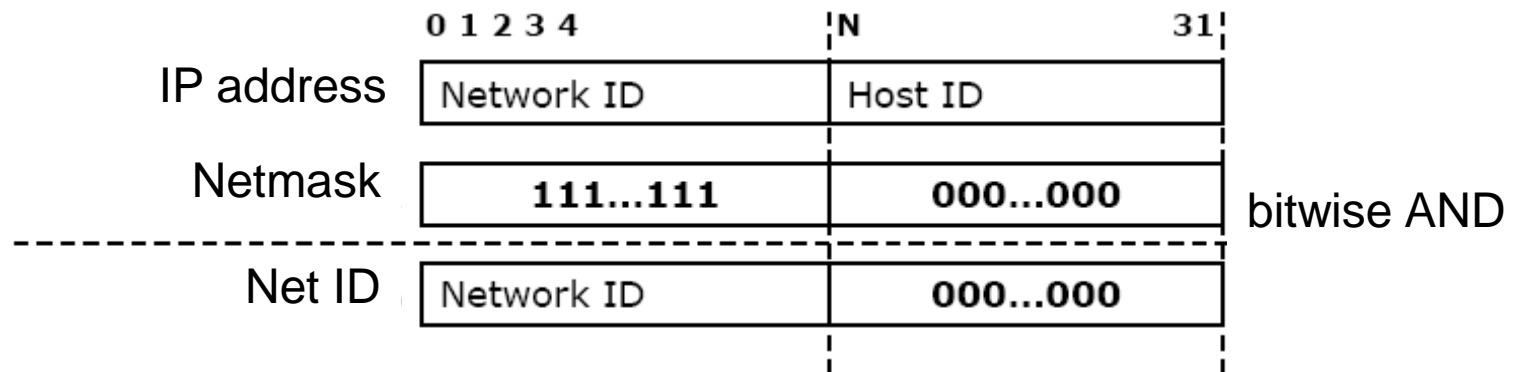 0 1 2 3 4 N 31
IP address Network ID Host ID
Netmask 111...111 000...000 bitwise AND
Net ID Network ID 000...000